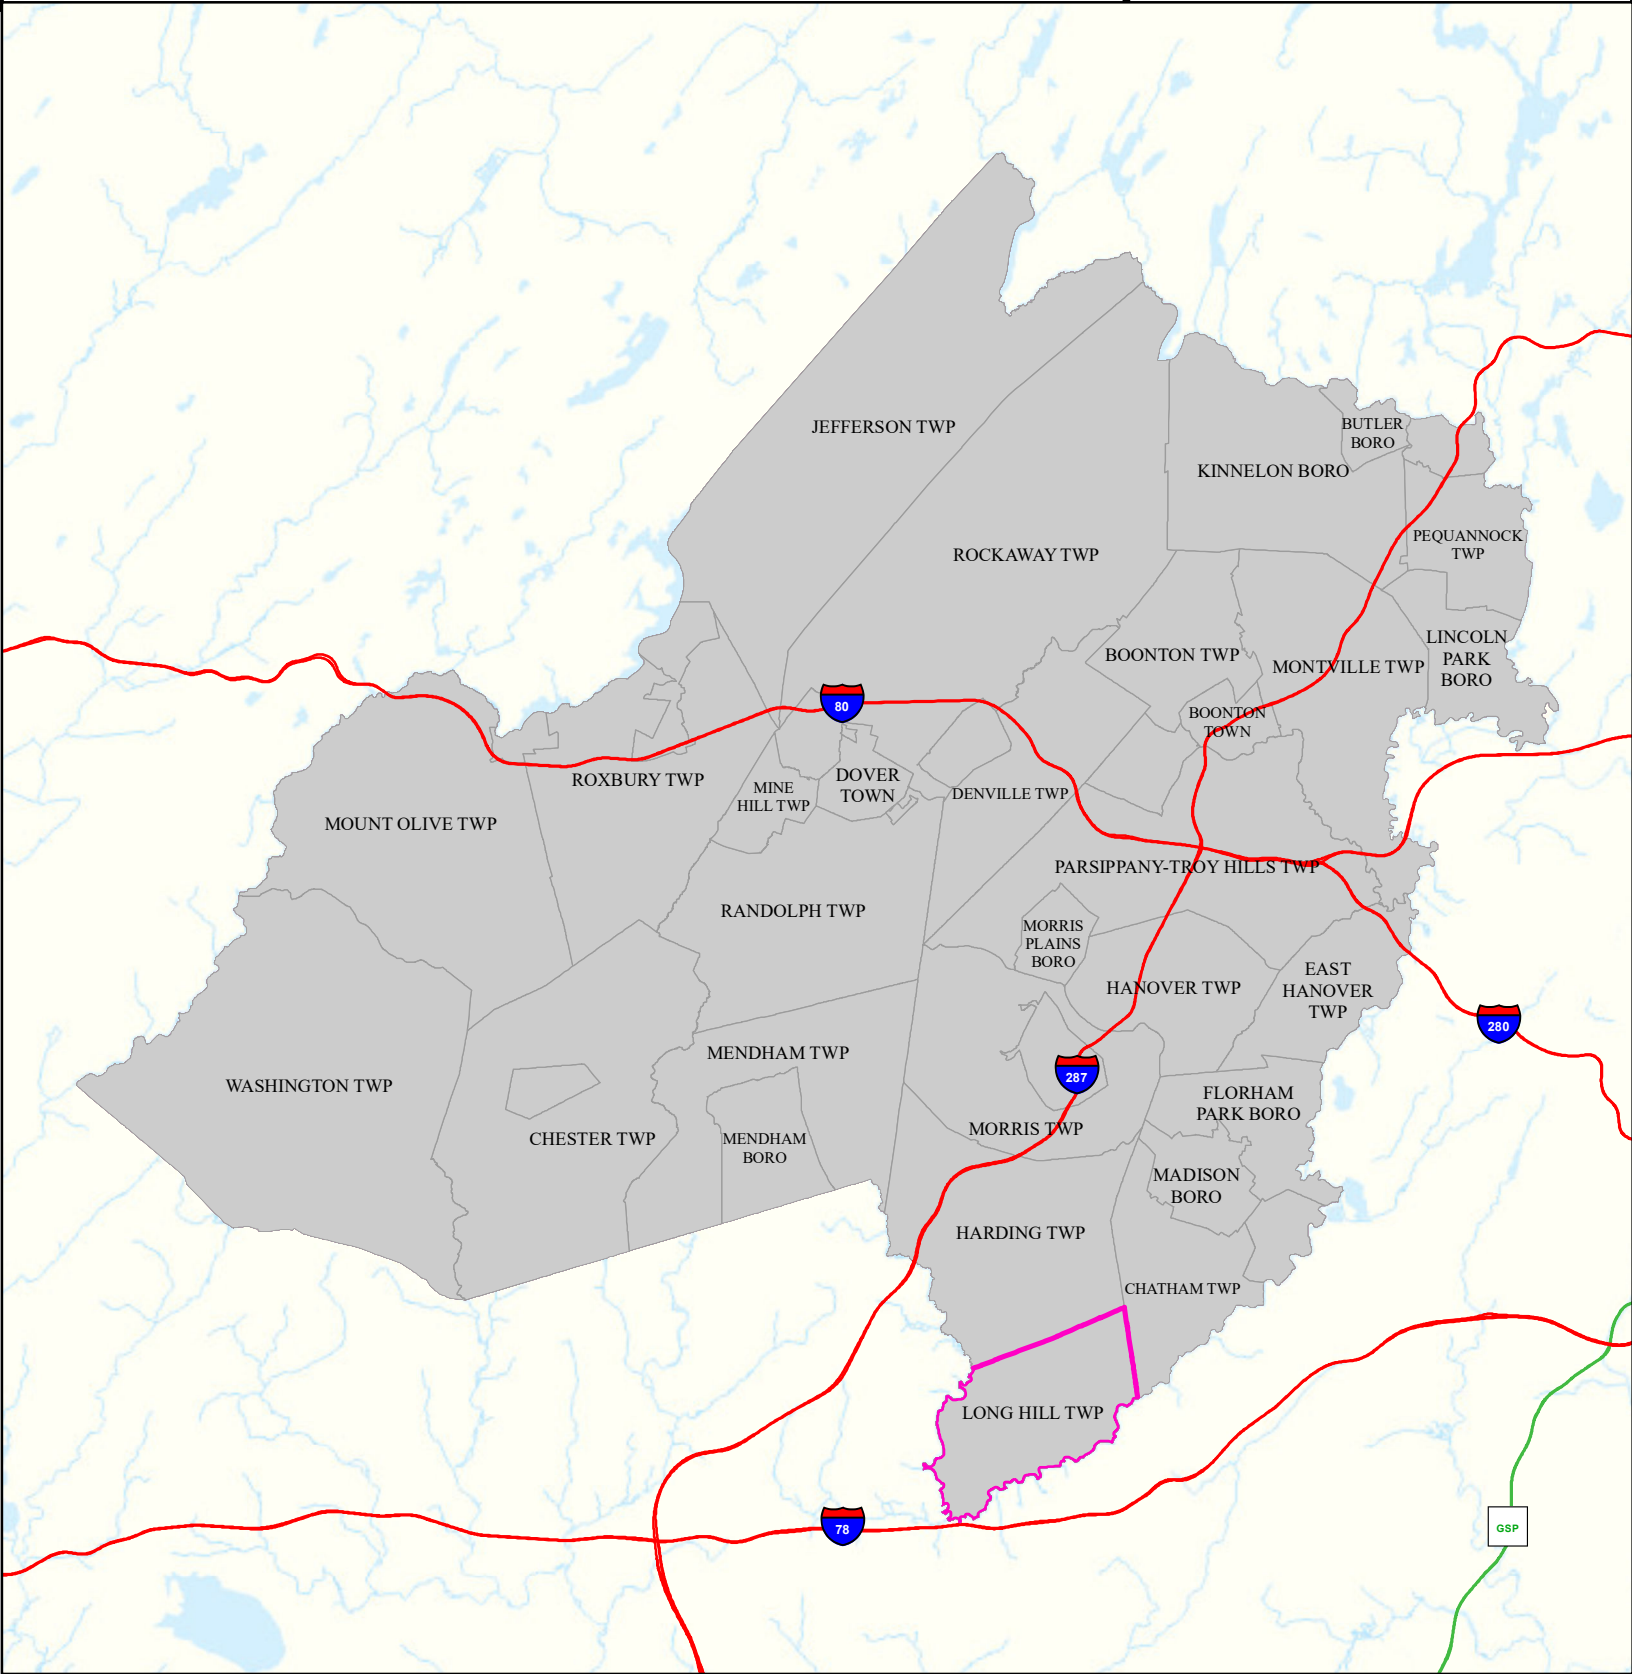 JEFFERSON TWP
BUTLER
BORO
KINNELON BORO
PEQUANNOCK
TWP
ROCKAWAY TWP
LINCOLN
PARK
BORO
BOONTON TWP
MONTVILLE TWP
80
BOONTON
TOWN
ROXBURY TWP
MINE
HILL TWP
DOVER
TOWN
DENVILLE TWP
MOUNT OLIVE TWP
PARSIPPANY-TROY HILLS TWP
RANDOLPH TWP
MORRIS
PLAINS
BORO
EAST
HANOVER
TWP
HANOVER TWP
280
MENDHAM TWP
287
WASHINGTON TWP
FLORHAM
PARK BORO
CHESTER TWP
MENDHAM
BORO
MORRIS TWP
MADISON
BORO
HARDING TWP
CHATHAM TWP
LONG HILL TWP
78
GSP